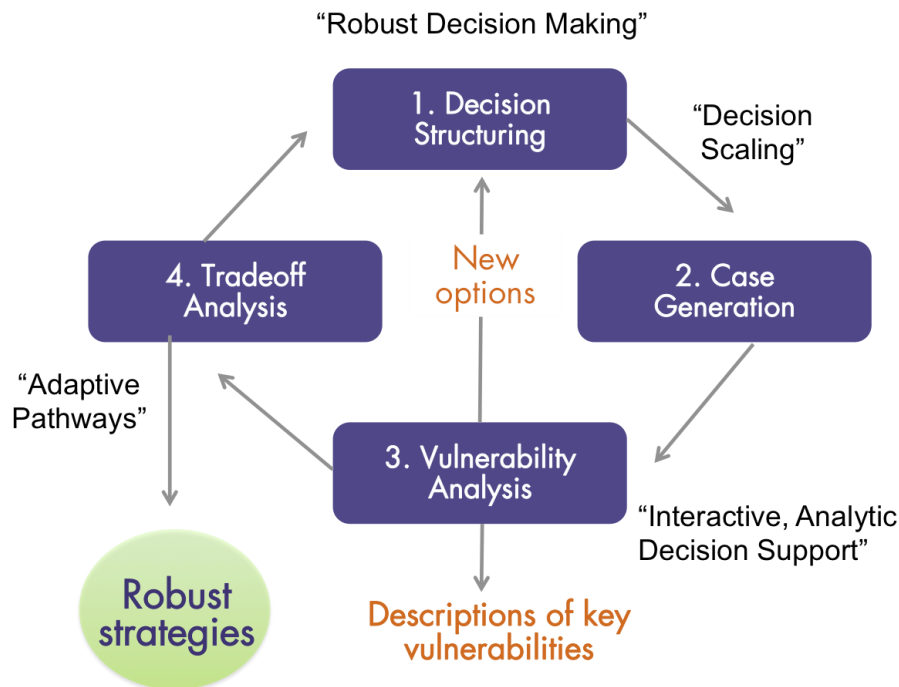 “Robust Decision Making”
1. Decision
Structuring
“Decision
Scaling”
4. Tradeoff
Analysis
New
options
2. Case
Generation
“Adaptive
Pathways”
3. Vulnerability
Analysis
“Interactive, Analytic
Decision Support”
Robust
strategies
Descriptions of key
vulnerabilities